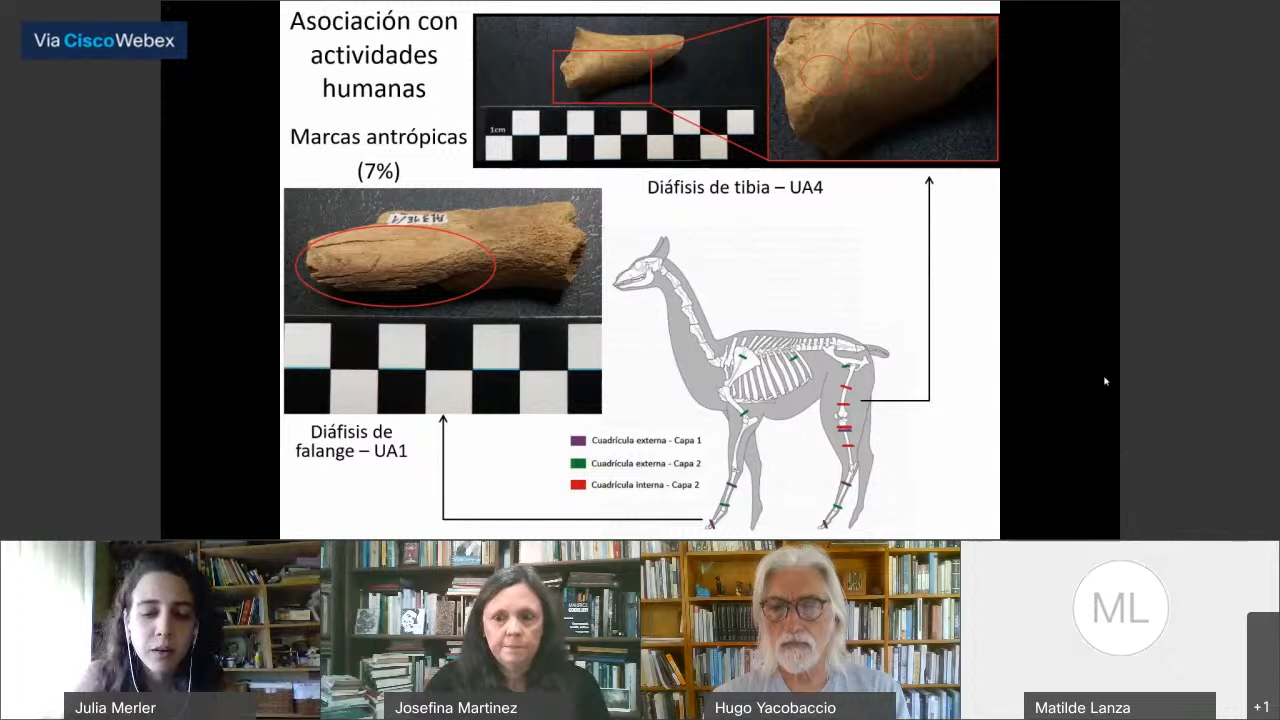 Via Cisco Webex
Asociación con
actividades
humanas
Marcas antrópicas
(7%)
1cm
Diáfisis de tibia – UA4
Diáfisis de
falange – UA1
Cuadrícula externa - Capa 1
Cuadrícula externa - Capa 2
Cuadrícula interna - Capa 2
ML
Julia Merler
Josefina Martinez
Hugo Yacobaccio
Matilde Lanza
+1